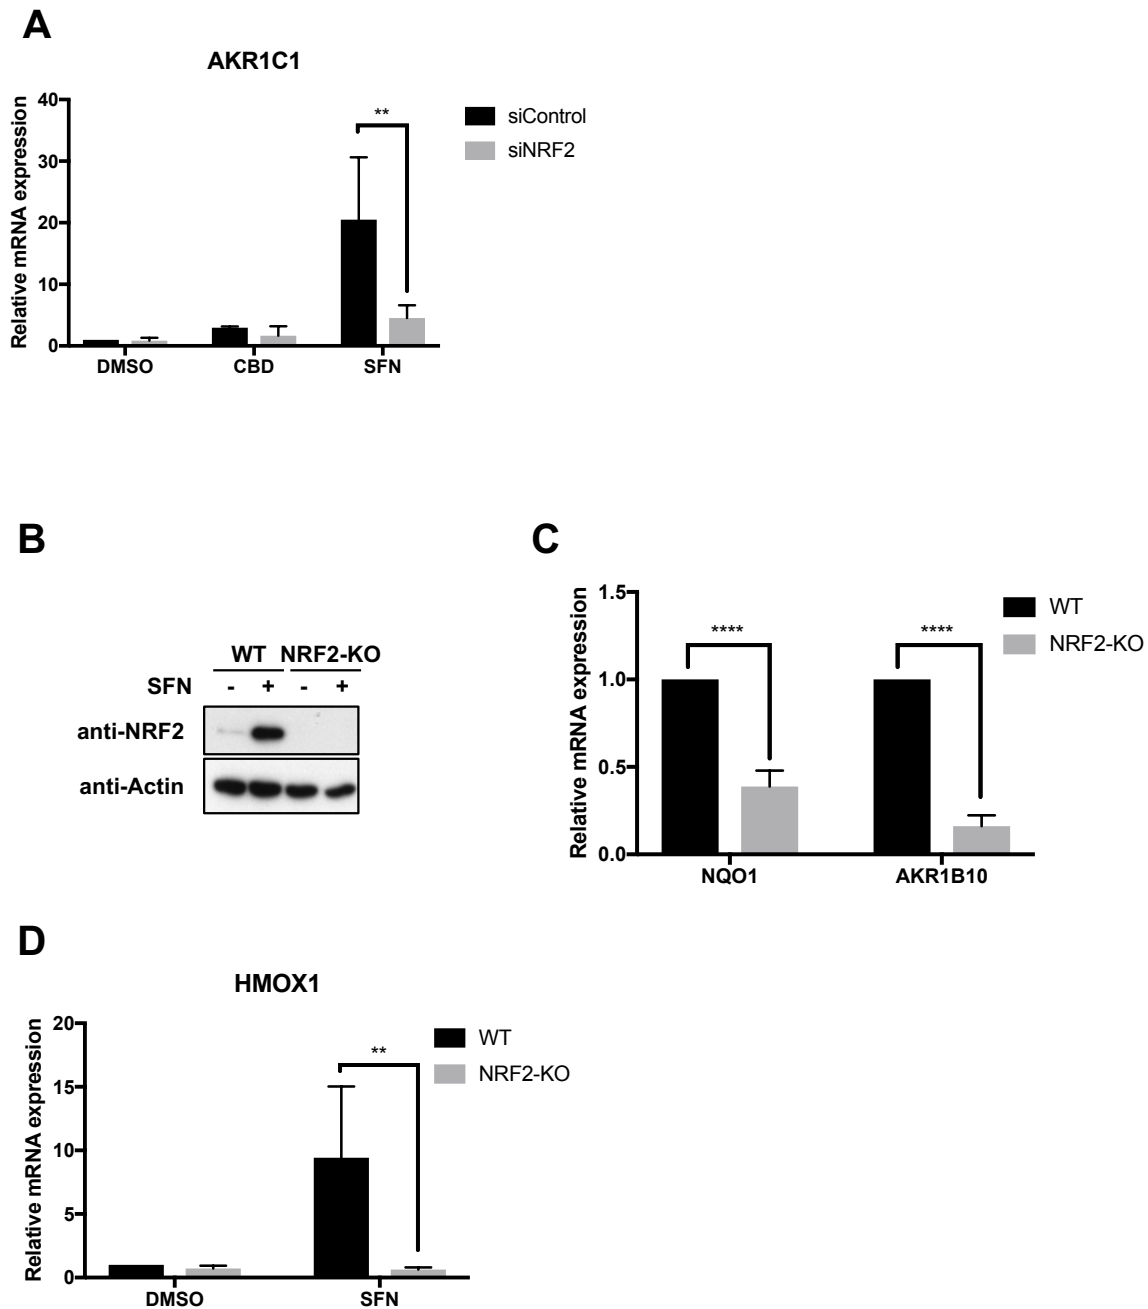 A
AKR1C1
Relative mRNA expression
40
30
20
10
0
**
siControl
siNRF2
DMSO CBD SFN
B
WT NRF2-KO
SFN - + - +
anti-NRF2
anti-Actin
C
Relative mRNA expression
1.5
1.0
0.5
0.0
**** ****
WT
NRF2-KO
NQO1 AKR1B10
D
HMOX1
Relative mRNA expression
20
15
10
5
0
**
WT
NRF2-KO
DMSO SFN